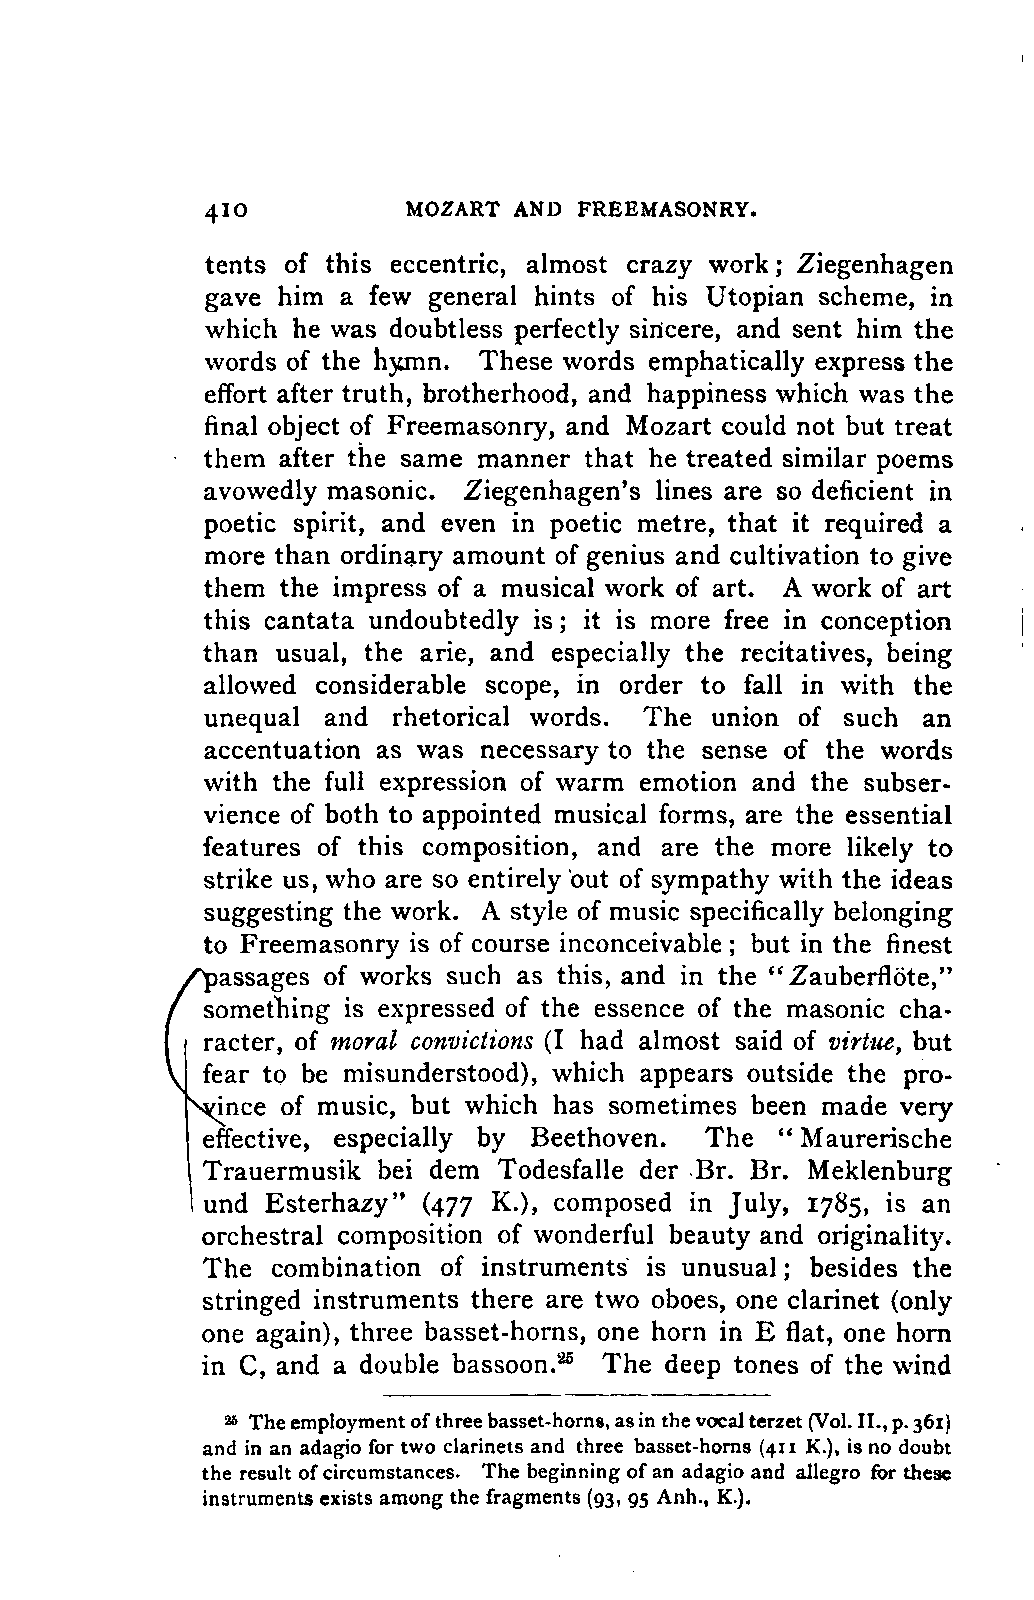 410 MOZART AND FREEMASONRY.
tents of this eccentric, almost crazy work; Ziegenhagen
gave him a few general hints of his Utopian scheme, in
which he was doubtless perfectly sincere, and sent him the
words of the hymn. These words emphatically express the
effort after truth, brotherhood, and happiness which was the
final object of Freemasonry, and Mozart could not but treat
them after the same manner that he treated similar poems
avowedly masonic. Ziegenhagen's lines are so deficient in
poetic spirit, and even in poetic metre, that it required a
more than ordinary amount of genius and cultivation to give
them the impress of a musical work of art. A work of art
this cantata undoubtedly is; it is more free in conception
than usual, the arie, and especially the recitatives, being
allowed considerable scope, in order to fall in with the
unequal and rhetorical words. The union of such an
accentuation as was necessary to the sense of the words
with the full expression of warm emotion and the subser-
vience of both to appointed musical forms, are the essential
features of this composition, and are the more likely to
strike us, who are so entirely out of sympathy with the ideas
suggesting the work. A style of music specifically belonging
to Freemasonry is of course inconceivable; but in the finest
passages of works such as this, and in the "Zauberflöte,"
something is expressed of the essence of the masonic cha-
racter, of moral convictions (I had almost said of virtue, but
fear to be misunderstood), which appears outside the pro-
vince of music, but which has sometimes been made very
effective, especially by Beethoven. The "Maurerische
Trauermusik bei dem Todesfalle der Br. Br. Meklenburg
und Esterhazy" (477 K.), composed in July, 1785, is an
orchestral composition of wonderful beauty and originality.
The combination of instruments is unusual; besides the
stringed instruments there are two oboes, one clarinet (only
one again), three basset-horns, one horn in E flat, one horn
in C, and a double bassoon.²⁵ The deep tones of the wind
²⁵ The employment of three basset-horns, as in the vocal terzet (Vol. II., p. 361)
and in an adagio for two clarinets and three basset-horns (411 K.), is no doubt
the result of circumstances. The beginning of an adagio and allegro for these
instruments exists among the fragments (93, 95 Anh., K.).